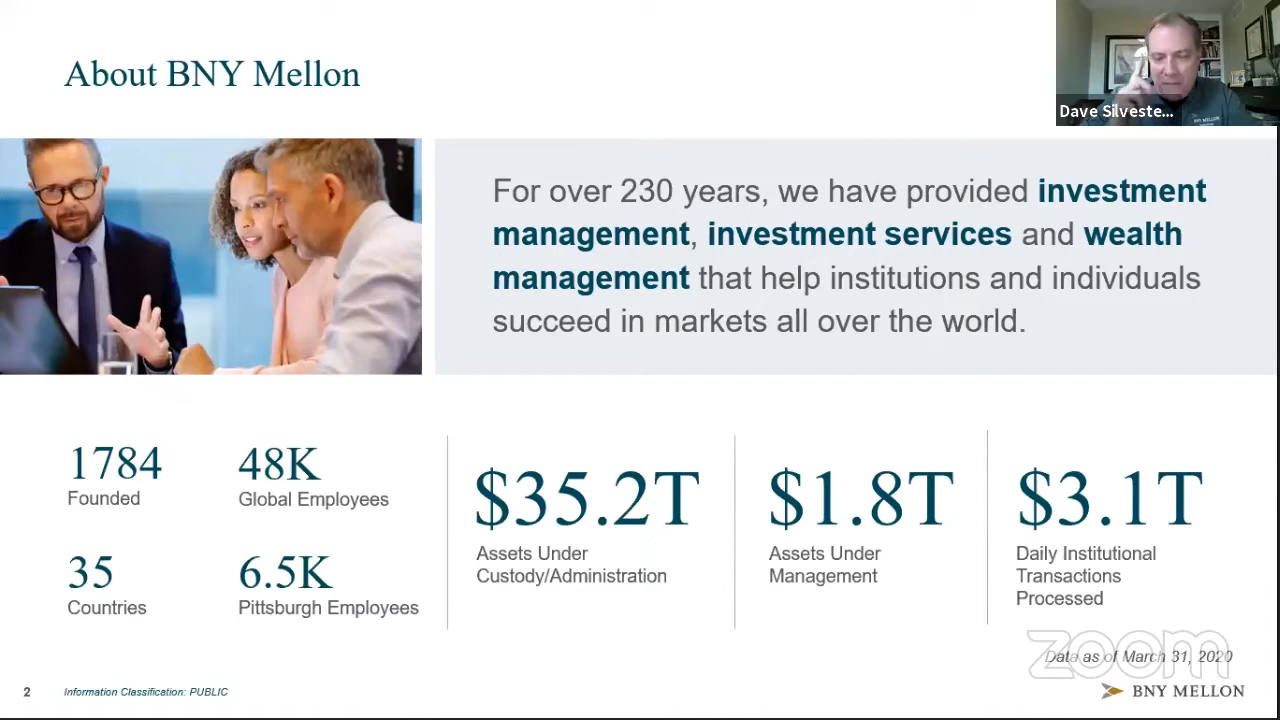 About BNY Mellon
Dave Silveste...
BNY MELLON
For over 230 years, we have provided investment
management, investment services and wealth
management that help institutions and individuals
succeed in markets all over the world.
1784
Founded
48K
Global Employees
35
Countries
6.5K
Pittsburgh Employees
$35.2T
Assets Under
Custody/Administration
$1.8T
Assets Under
Management
$3.1T
Daily Institutional
Transactions
Processed
zoom
Data as of March 31, 2020
2
Information Classification: PUBLIC
BNY MELLON